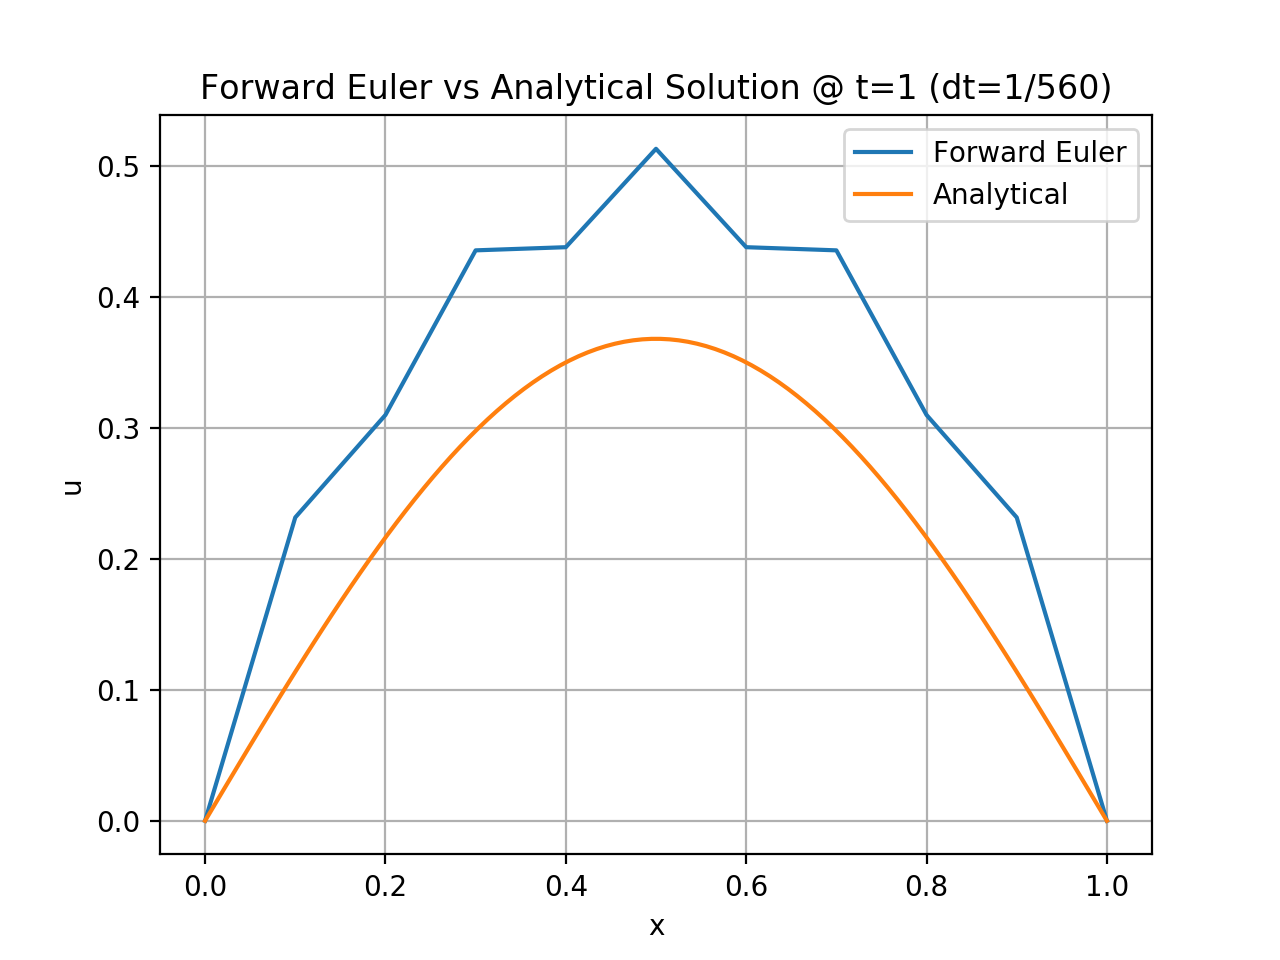 Forward Euler vs Analytical Solution @ t=1 (dt=1/560)
Forward Euler
Analytical
0.5
0.4
0.3
0.2
0.1
0.0
u
0.0 0.2 0.4 0.6 0.8 1.0
x